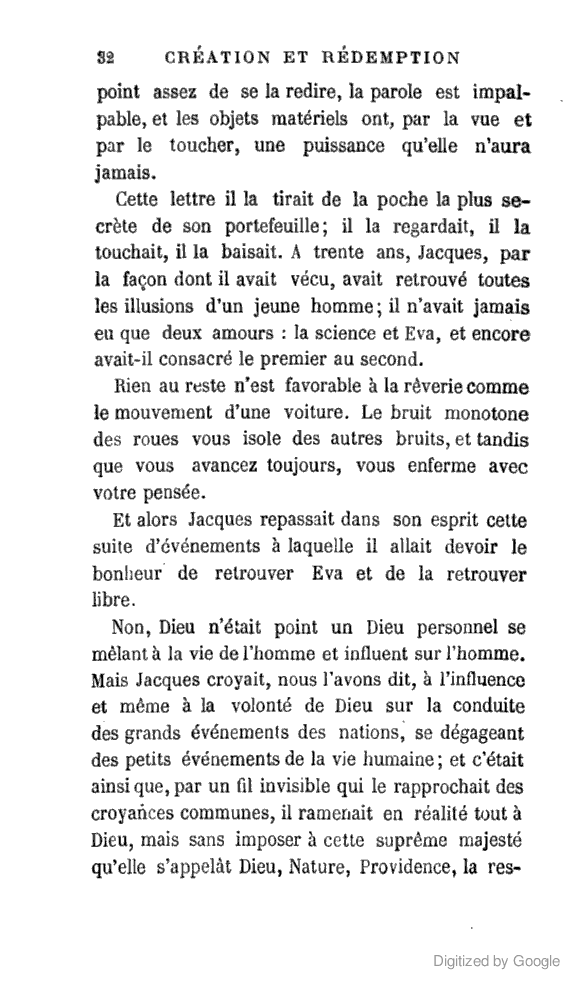 32 CRÉATION ET RÉDEMPTION
point assez de se la redire, la parole est impal-
pable, et les objets matériels ont, par la vue et
par le toucher, une puissance qu'elle n'aura
jamais.
Cette lettre il la tirait de la poche la plus se-
crète de son portefeuille; il la regardait, il la
touchait, il la baisait. A trente ans, Jacques, par
la façon dont il avait vécu, avait retrouvé toutes
les illusions d'un jeune homme; il n'avait jamais
eu que deux amours : la science et Eva, et encore
avait-il consacré le premier au second.
Rien au reste n'est favorable à la rêverie comme
le mouvement d'une voiture. Le bruit monotone
des roues vous isole des autres bruits, et tandis
que vous avancez toujours, vous enferme avec
votre pensée.
Et alors Jacques repassait dans son esprit cette
suite d'événements à laquelle il allait devoir le
bonheur de retrouver Eva et de la retrouver
libre.
Non, Dieu n'était point un Dieu personnel se
mêlant à la vie de l'homme et influent sur l'homme.
Mais Jacques croyait, nous l'avons dit, à l'influence
et même à la volonté de Dieu sur la conduite
des grands événements des nations, se dégageant
des petits événements de la vie humaine; et c'était
ainsi que, par un fil invisible qui le rapprochait des
croyances communes, il ramenait en réalité tout à
Dieu, mais sans imposer à cette suprême majesté
qu'elle s'appelàt Dieu, Nature, Providence, la res-
Digitized by Google